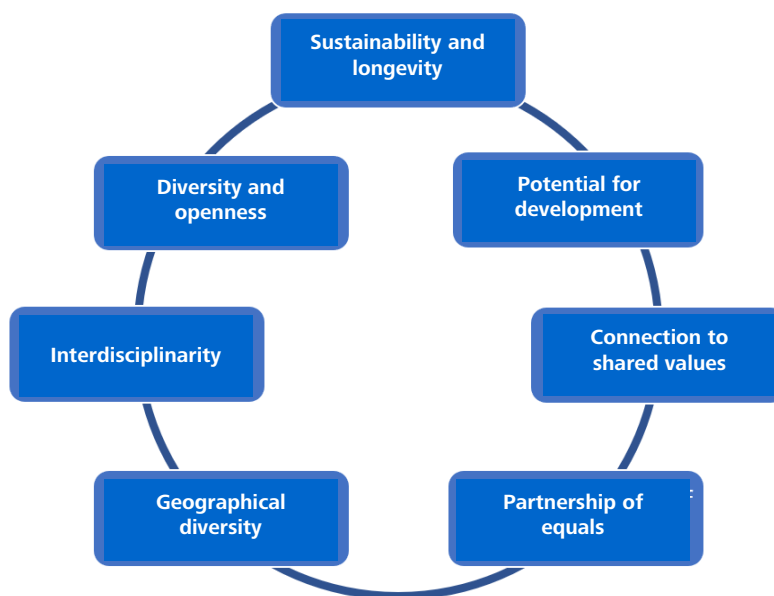 Sustainability and
longevity
Diversity and
openness
Potential for
development
Interdisciplinarity
Connection to
shared values
Geographical
diversity
Partnership of
equals